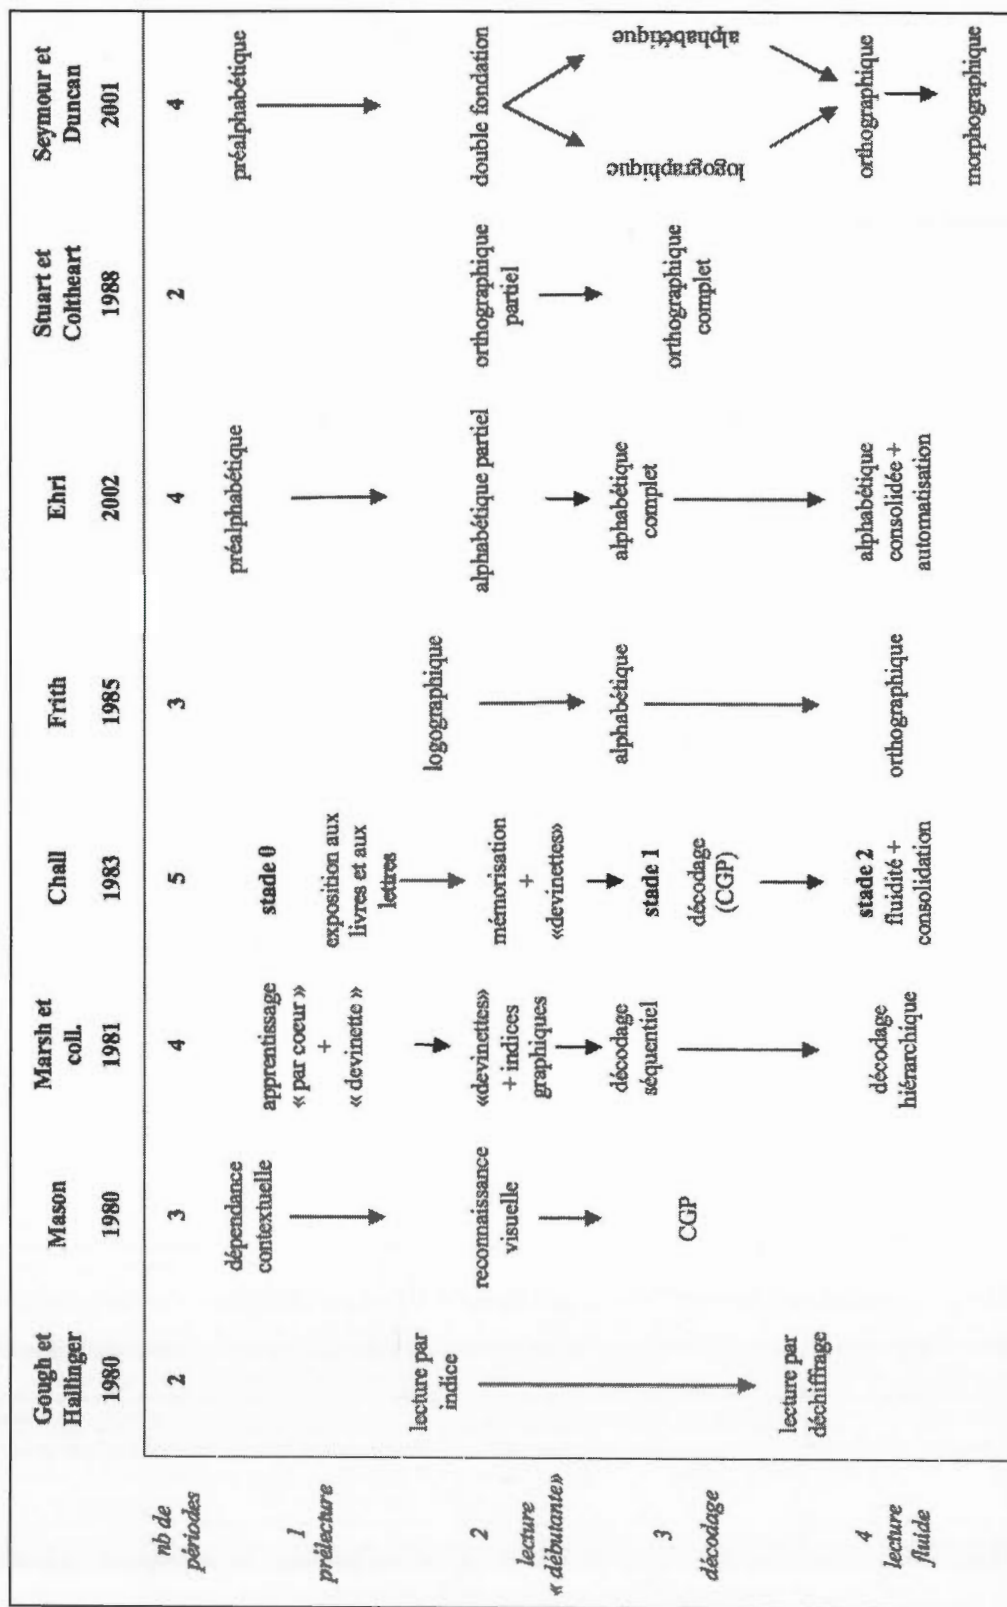 Gough et
Hallinger
Mason
Marsh et
coll.
Chall
Frith
Ehri
Stuart et
Coltheart
Seymour et
Duncan
1980
1980
1981
1983
1985
2002
1988
2001
nb de
périodes
2
3
4
5
3
4
2
4
1
prélecture
dépendance
contextuelle
apprentissage
« par coeur »
+
« devinette »
stade 0
exposition aux
livres et aux
lettres
préalphabétique
préalphabétique
2
lecture
« débutante»
lecture par
indice
reconnaissance
visuelle
«devinettes»
+ indices
graphiques
mémorisation
+
«devinettes»
logographique
alphabétique partiel
orthographique
partiel
double fondation
3
décodage
CGP
décodage
séquentiel
stade 1
décodage
(CGP)
alphabétique
alphabétique
complet
orthographique
complet
logographique
alphabétique
4
lecture
fluide
lecture par
déchiffrage
décodage
hiérarchique
stade 2
fluidité +
consolidation
orthographique
alphabétique
consolidée +
automatisation
orthographique
morphographique